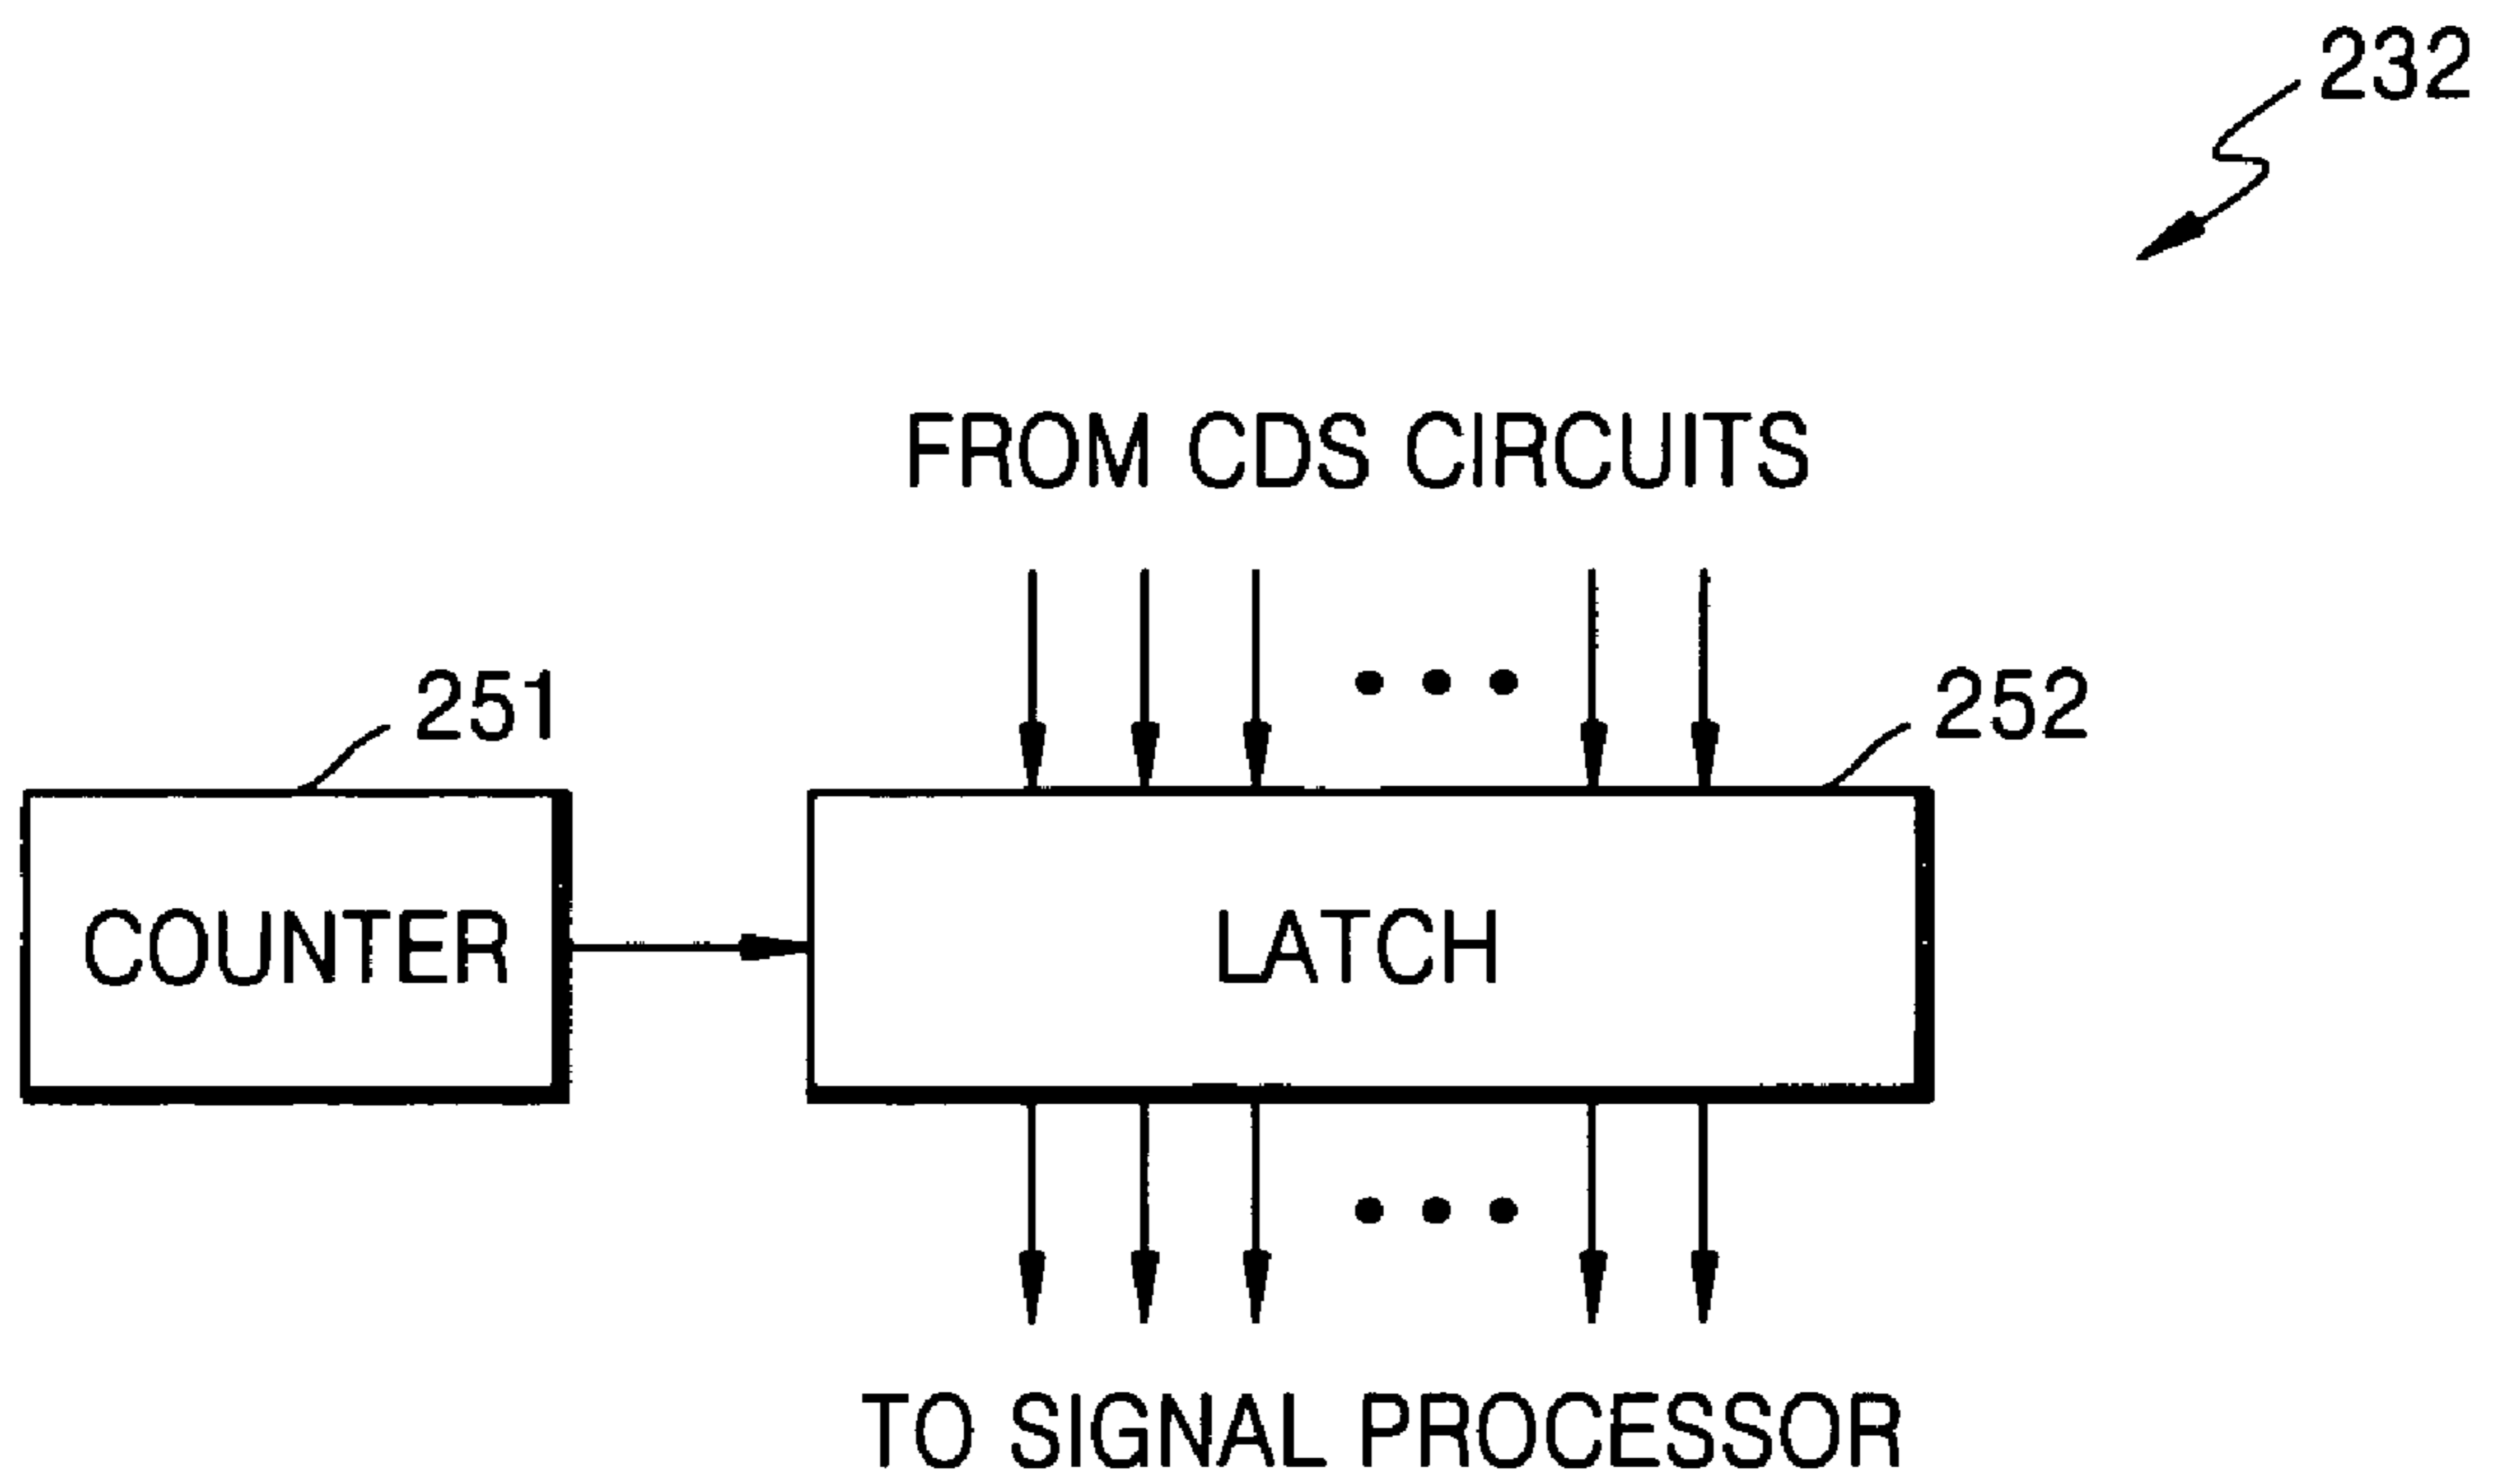 232
FROM CDS CIRCUITS
251
252
COUNTER
LATCH
TO SIGNAL PROCESSOR